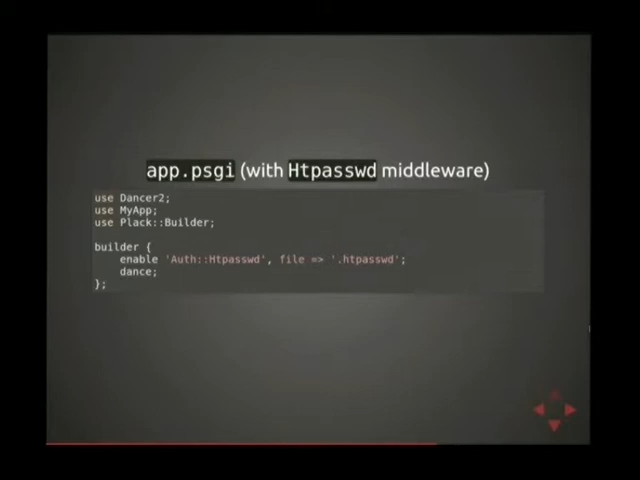 app.psgi (with Htpasswd middleware)
use Dancer2;
use MyApp;
use Plack::Builder;
builder {
enable 'Auth::Htpasswd', file => '.htpasswd';
dance;
};